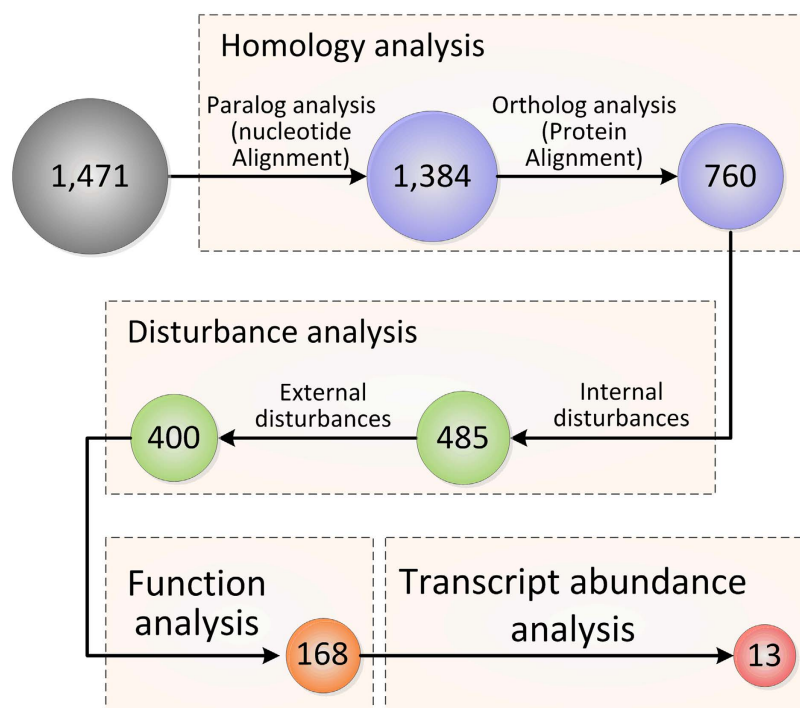 Homology analysis
Paralog analysis
(nucleotide
Alignment)
Ortholog analysis
(Protein
Alignment)
1,471
1,384
760
Disturbance analysis
External
disturbances
Internal
disturbances
400
485
Function
analysis
168
Transcript abundance
analysis
13